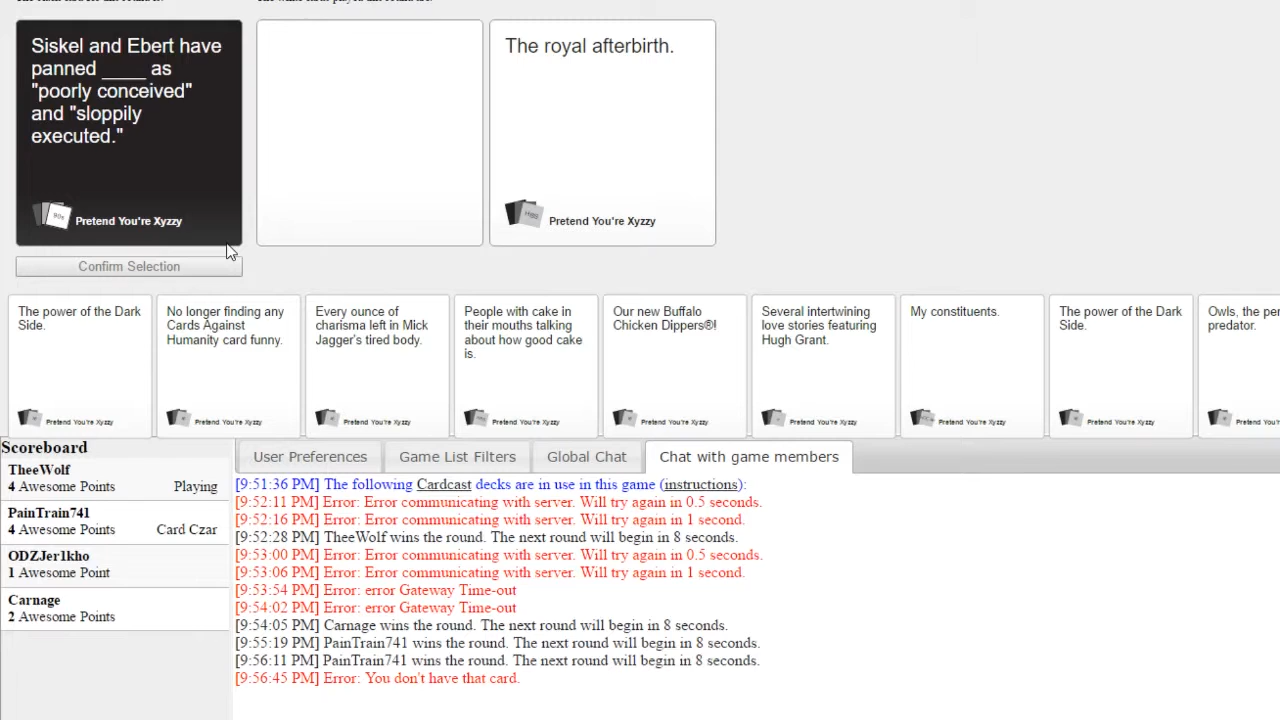 Siskel and Ebert have
panned ____ as
"poorly conceived"
and "sloppily
executed."
90s
Pretend You're Xyzzy
The royal afterbirth.
Pretend You're Xyzzy
Confirm Selection
The power of the Dark
Side.
Pretend You're Xyzzy
No longer finding any
Cards Against
Humanity card funny.
Pretend You're Xyzzy
Every ounce of
charisma left in Mick
Jagger's tired body.
Pretend You're Xyzzy
People with cake in
their mouths talking
about how good cake
is.
Pretend You're Xyzzy
Our new Buffalo
Chicken Dippers®!
Pretend You're Xyzzy
Several intertwining
love stories featuring
Hugh Grant.
Pretend You're Xyzzy
My constituents.
Pretend You're Xyzzy
The power of the Dark
Side.
Pretend You're Xyzzy
Owls, the per
predator.
Pretend You'r
Scoreboard
TheeWolf
4 Awesome Points Playing
PainTrain741
4 Awesome Points Card Czar
ODZJer1kho
1 Awesome Point
Carnage
2 Awesome Points
User Preferences
Game List Filters
Global Chat
Chat with game members
[9:51:36 PM] The following Cardcast decks are in use in this game (instructions):
[9:52:11 PM] Error: Error communicating with server. Will try again in 0.5 seconds.
[9:52:16 PM] Error: Error communicating with server. Will try again in 1 second.
[9:52:28 PM] TheeWolf wins the round. The next round will begin in 8 seconds.
[9:53:00 PM] Error: Error communicating with server. Will try again in 0.5 seconds.
[9:53:06 PM] Error: Error communicating with server. Will try again in 1 second.
[9:53:54 PM] Error: error Gateway Time-out
[9:54:02 PM] Error: error Gateway Time-out
[9:54:05 PM] Carnage wins the round. The next round will begin in 8 seconds.
[9:55:19 PM] PainTrain741 wins the round. The next round will begin in 8 seconds.
[9:56:11 PM] PainTrain741 wins the round. The next round will begin in 8 seconds.
[9:56:45 PM] Error: You don't have that card.